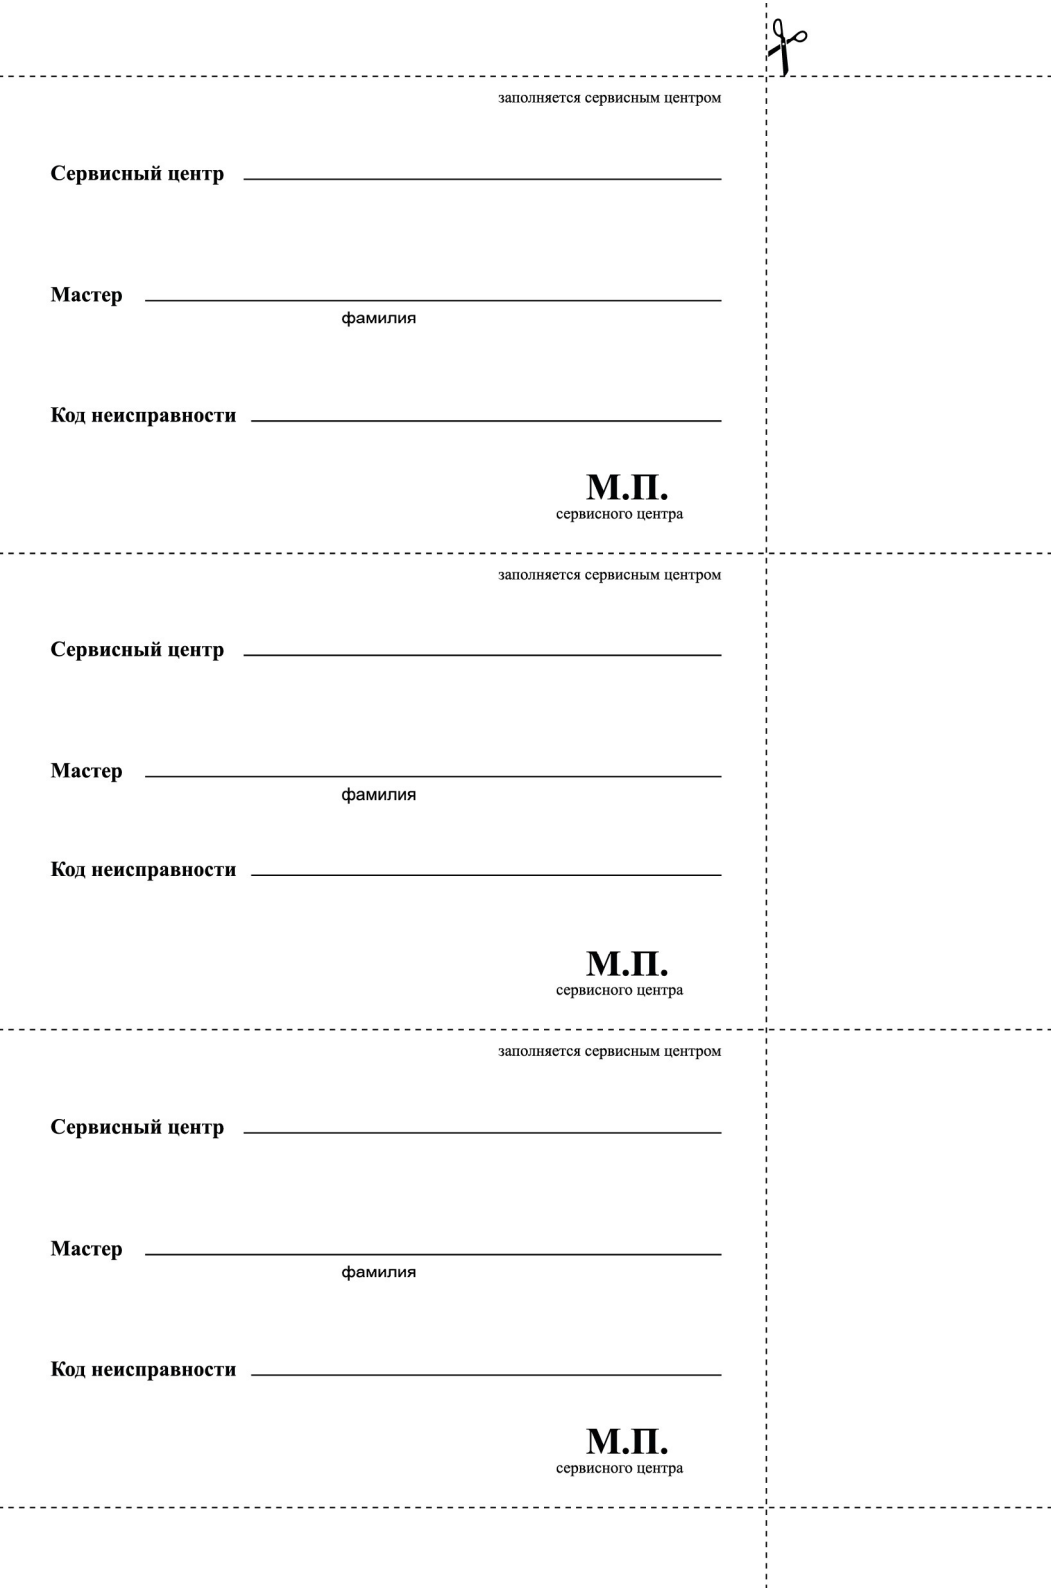 заполняется сервисным центром
Сервисный центр
Мастер
фамилия
Код неисправности
М.П.
сервисного центра
заполняется сервисным центром
Сервисный центр
Мастер
фамилия
Код неисправности
М.П.
сервисного центра
заполняется сервисным центром
Сервисный центр
Мастер
фамилия
Код неисправности
М.П.
сервисного центра